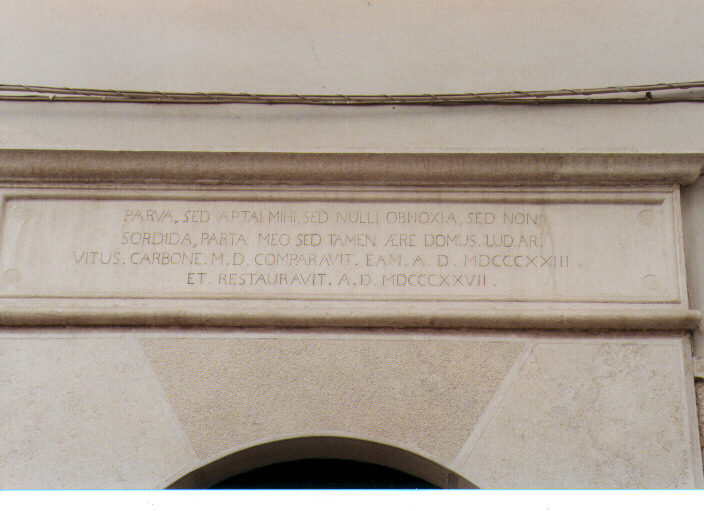 PARVA, SED APTA! MIHI, SED NULLI OBNOXIA, SED NON
SORDIDA, PARTA MEO SED TAMEN ÆRE DOMUS. LUD. AR.
VITUS. CARBONE. M. D. COMPARAVIT. EAM. A. D. MDCCCXXIII.
ET. RESTAURAVIT. A. D. MDCCCXXVII.